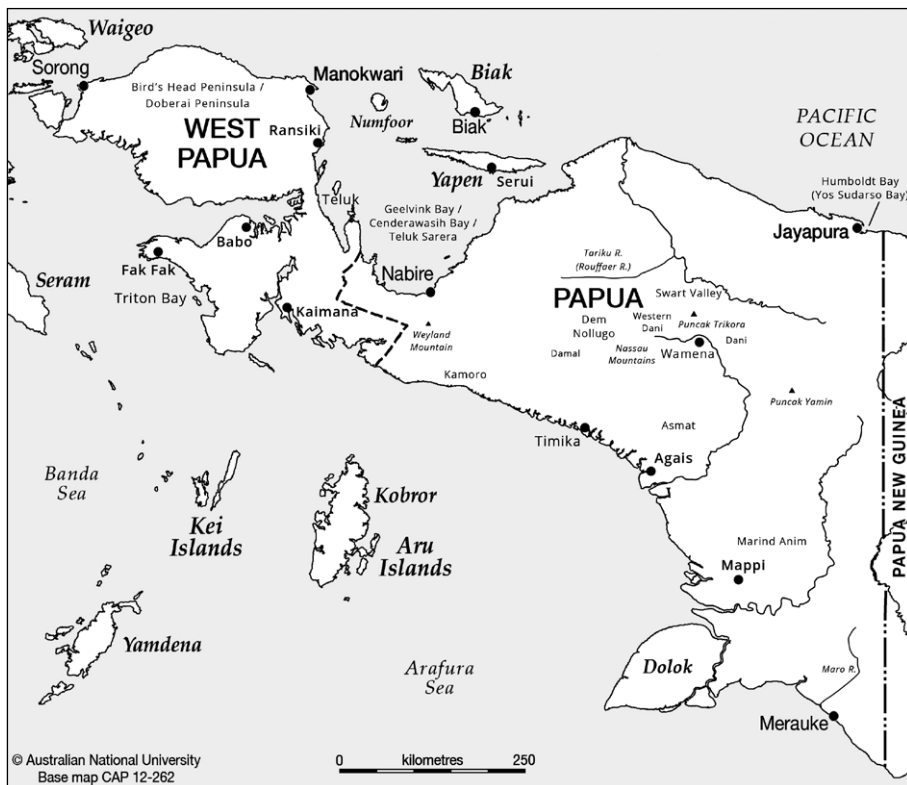 Waigeo
Sorong
Bird's Head Peninsula /
Doberai Peninsula
Manokwari
Biak
Numfoor
Biak
WEST
PAPUA
Ransiki
PACIFIC
OCEAN
Yapen
Serui
Humboldt Bay
(Yos Sudarso Bay)
Teluk
Geelvink Bay /
Cenderawasih Bay /
Teluk Sarera
Jayapura
Babo
Fak Fak
Seram
Triton Bay
Kaimana
Nabire
Tariku R.
(Rouffaer R.)
PAPUA
Swart Valley
Dem
Nollugo
Western
Dani
Puncak Trikora
Weyland
Mountain
Damal
Nassau
Mountains
Wamena
Dani
Kamoro
Puncak Yamin
Timika
Asmat
Agais
PAPUA NEW GUINEA
Banda
Sea
Kei
Islands
Kobror
Aru
Islands
Marind Anim
Mappi
Yamdena
Arafura
Sea
Dolok
Maro R.
Merauke
© Australian National University
Base map CAP 12-262
0 kilometres 250